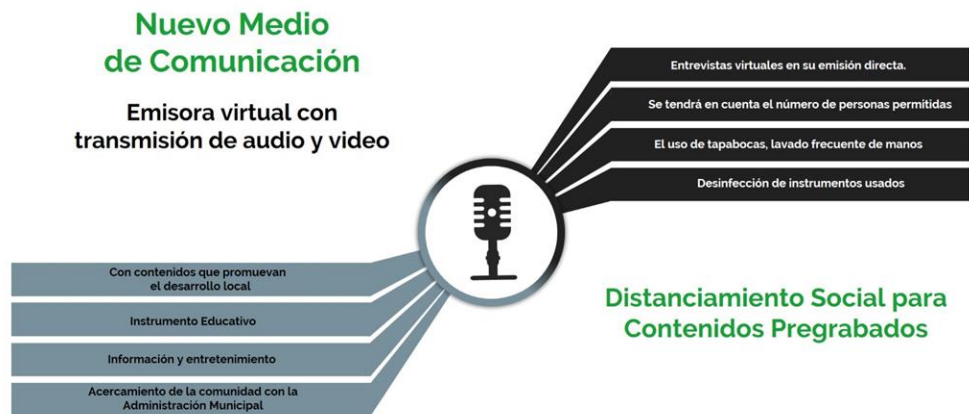 Nuevo Medio
de Comunicación
Emisora virtual con
transmisión de audio y video
Entrevistas virtuales en su emisión directa.
Se tendrá en cuenta el número de personas permitidas
El uso de tapabocas, lavado frecuente de manos
Desinfección de instrumentos usados
Con contenidos que promuevan
el desarrollo local
Instrumento Educativo
Información y entretenimiento
Acercamiento de la comunidad con la
Administración Municipal
Distanciamiento Social para
Contenidos Pregrabados